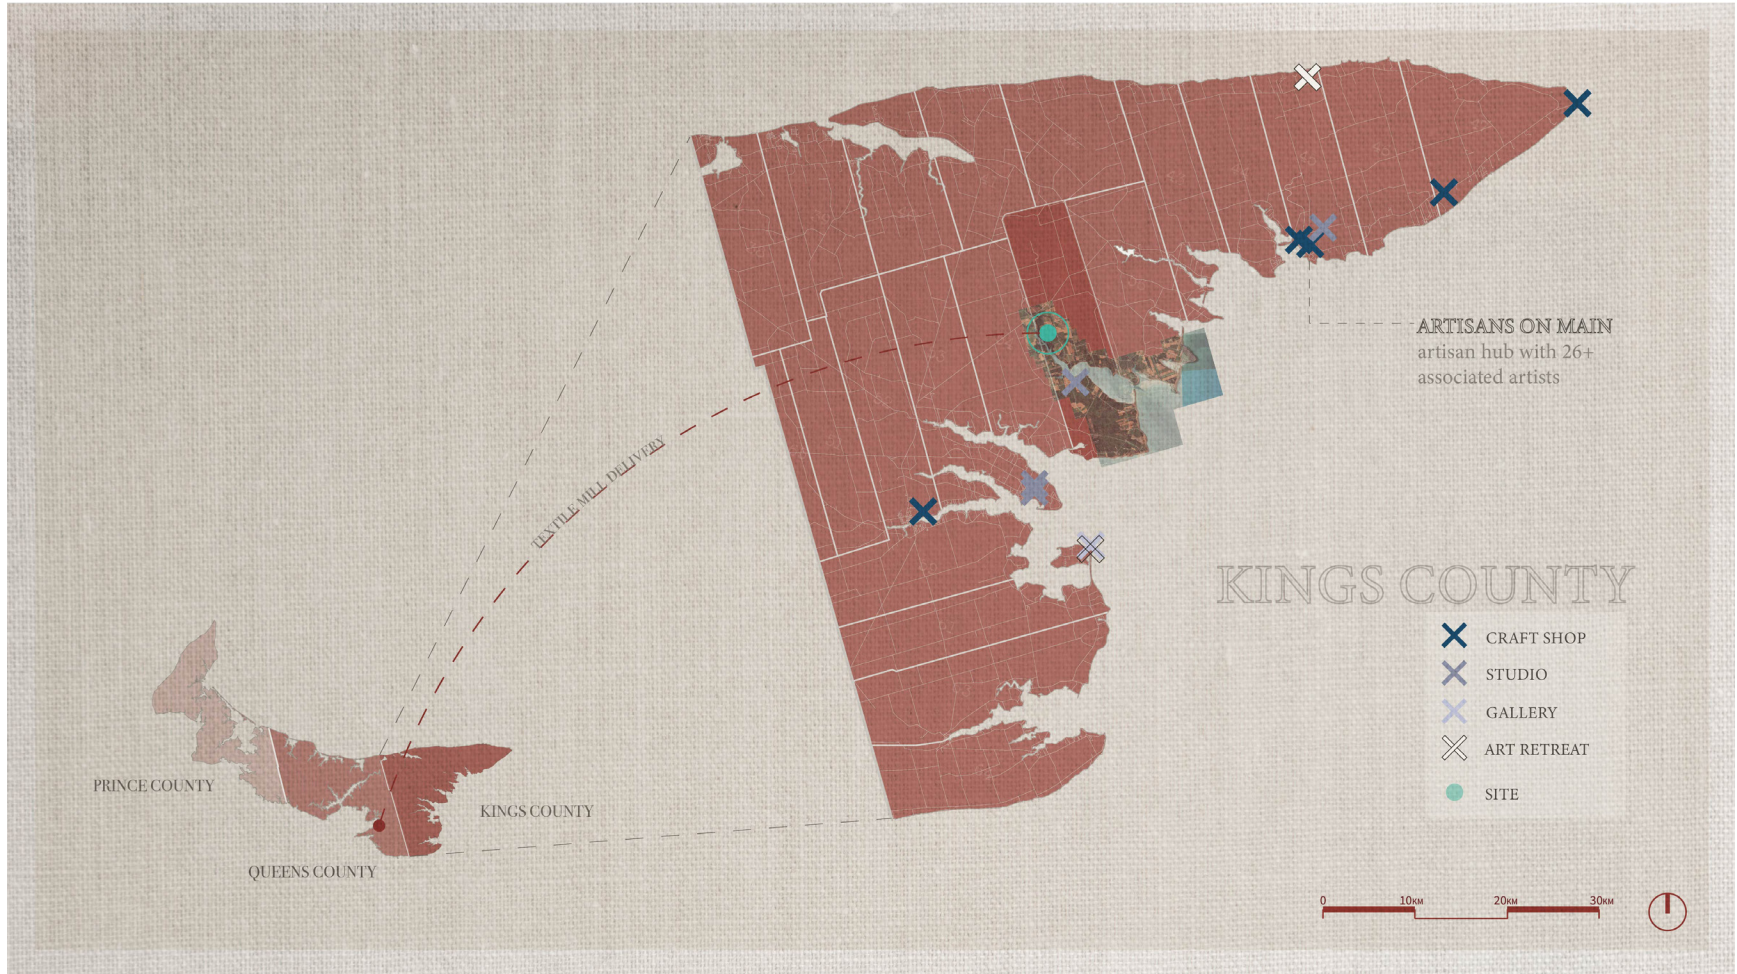 ARTISANS ON MAIN
artisan hub with 26+
associated artists
TEXTILE MILL DELIVERY
KINGS COUNTY
CRAFT SHOP
STUDIO
GALLERY
ART RETREAT
SITE
PRINCE COUNTY
KINGS COUNTY
QUEENS COUNTY
0 10KM 20KM 30KM